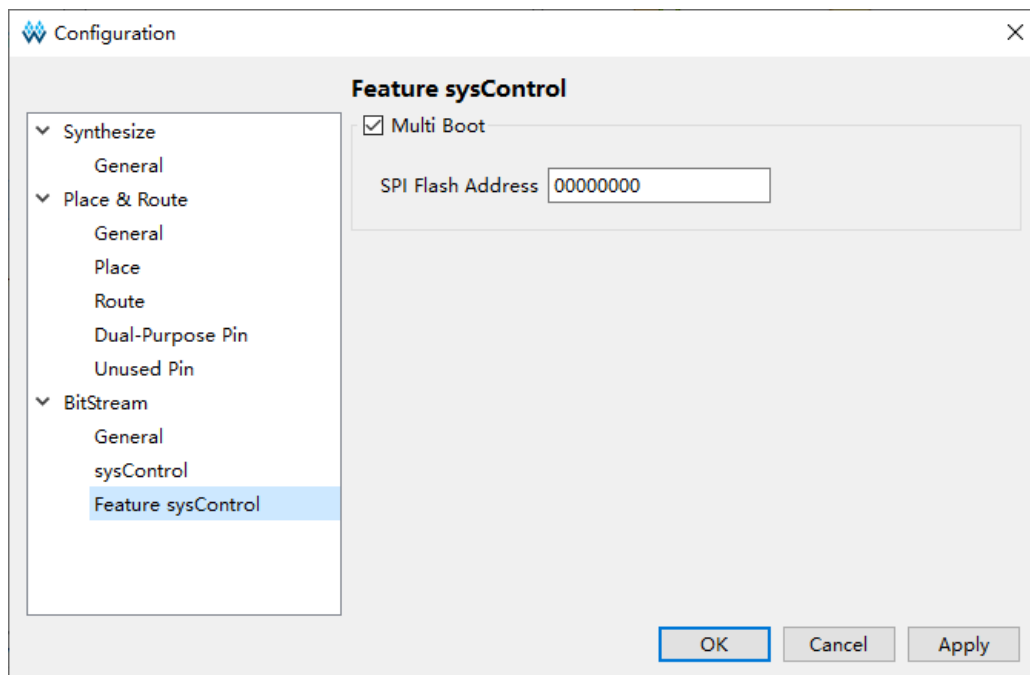 Configuration
Synthesize
General
Place & Route
General
Place
Route
Dual-Purpose Pin
Unused Pin
BitStream
General
sysControl
Feature sysControl
Feature sysControl
Multi Boot
SPI Flash Address 00000000
OK Cancel Apply